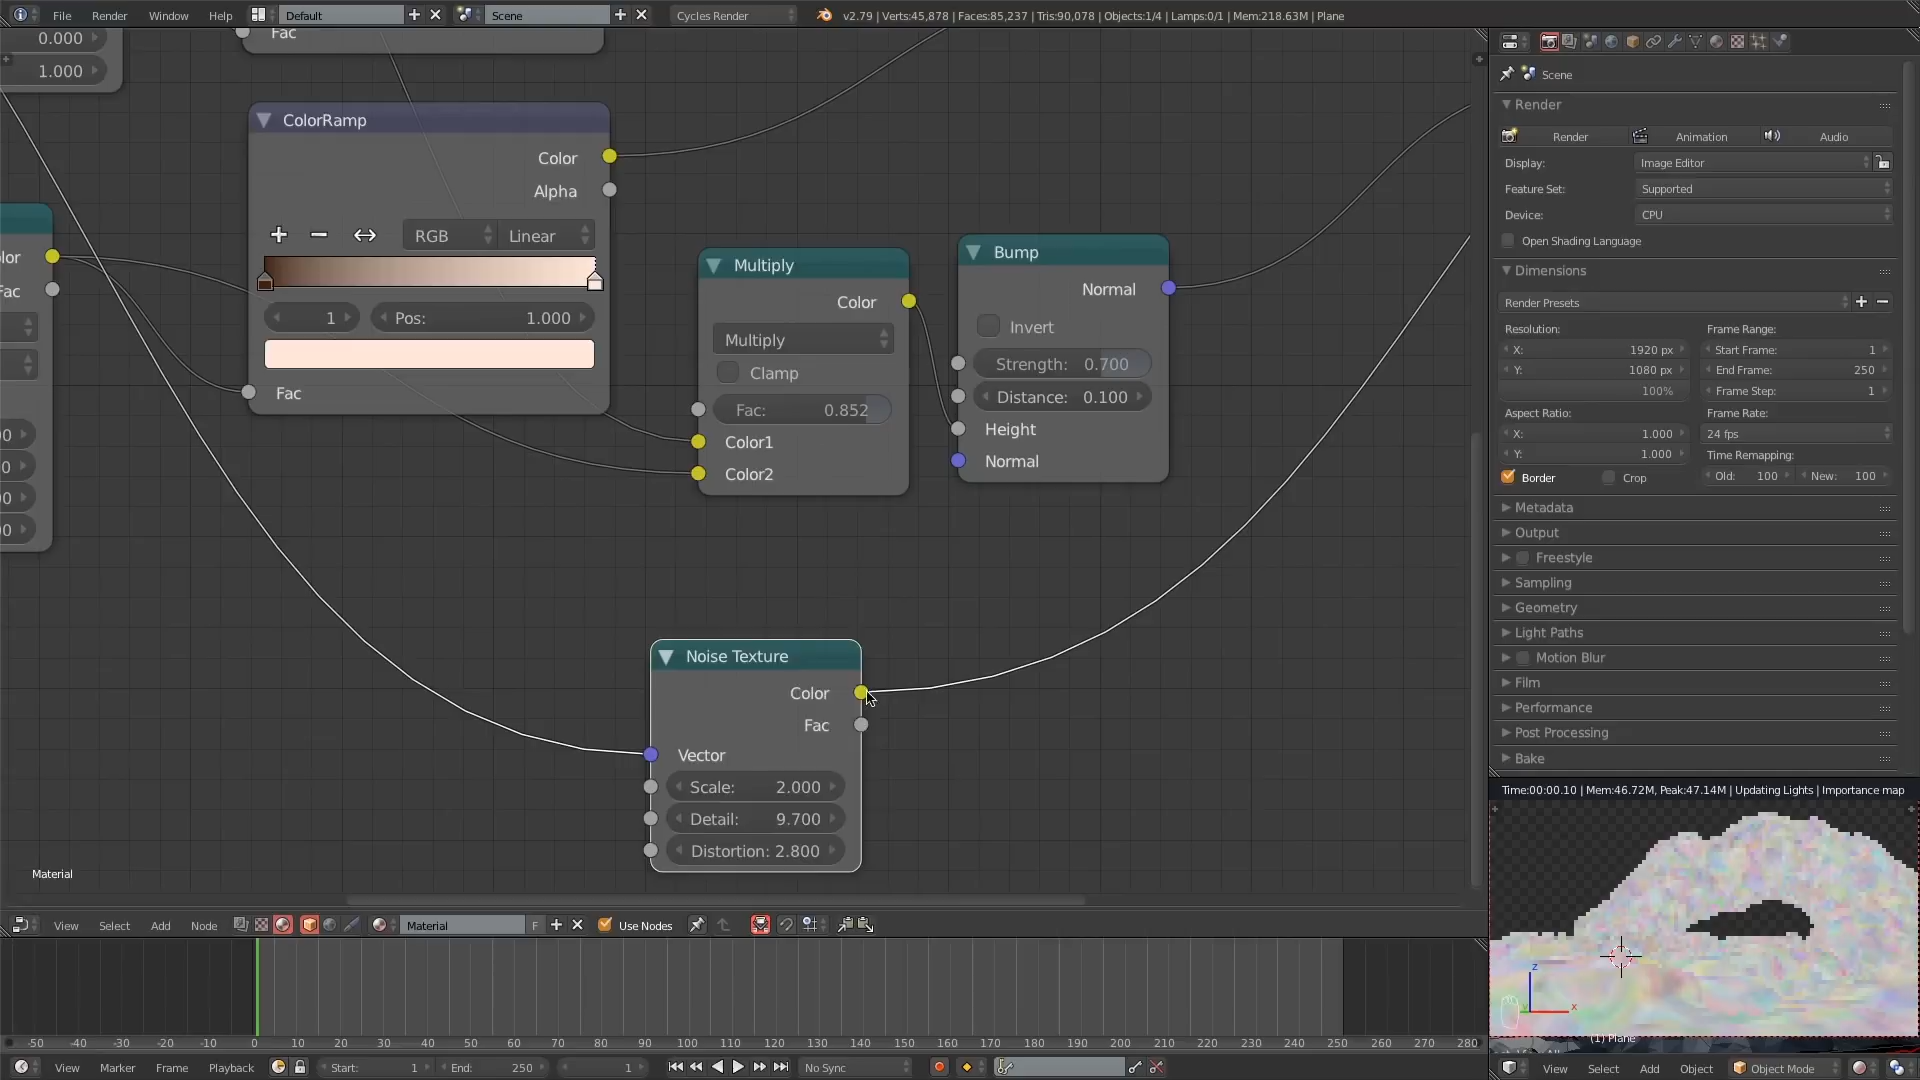 File Render Window Help Default Scene Cycles Render v2.79 | Verts:45,878 | Faces:85,237 | Tris:90,078 | Objects:1/4 | Lamps:0/1 | Mem:218.63M | Plane
0.000
1.000
Fac
ColorRamp
Color
Alpha
RGB Linear
1 Pos: 1.000
Fac
lor
Fac
0
0
0
0
Multiply
Color
Multiply
Clamp
Fac: 0.852
Color1
Color2
Bump
Normal
Invert
Strength: 0.700
Distance: 0.100
Height
Normal
Noise Texture
Color
Fac
Vector
Scale: 2.000
Detail: 9.700
Distortion: 2.800
Material
View Select Add Node Material F Use Nodes
-50 -40 -30 -20 -10 0 10 20 30 40 50 60 70 80 90 100 110 120 130 140 150 160 170 180 190 200 210 220 230 240 250 260 270 280
View Marker Frame Playback Start: 1 End: 250 1 No Sync
Scene
Render
Render Animation Audio
Display: Image Editor
Feature Set: Supported
Device: CPU
Open Shading Language
Dimensions
Render Presets
Resolution: Frame Range:
X: 1920 px Start Frame: 1
Y: 1080 px End Frame: 250
100% Frame Step: 1
Aspect Ratio: Frame Rate:
X: 1.000 24 fps
Y: 1.000 Time Remapping:
Border Crop Old: 100 New: 100
Metadata
Output
Freestyle
Sampling
Geometry
Light Paths
Motion Blur
Film
Performance
Post Processing
Bake
Time:00:00.10 | Mem:46.72M, Peak:47.14M | Updating Lights | Importance map
z
x
(1) Plane
View Select Add Object Object Mode